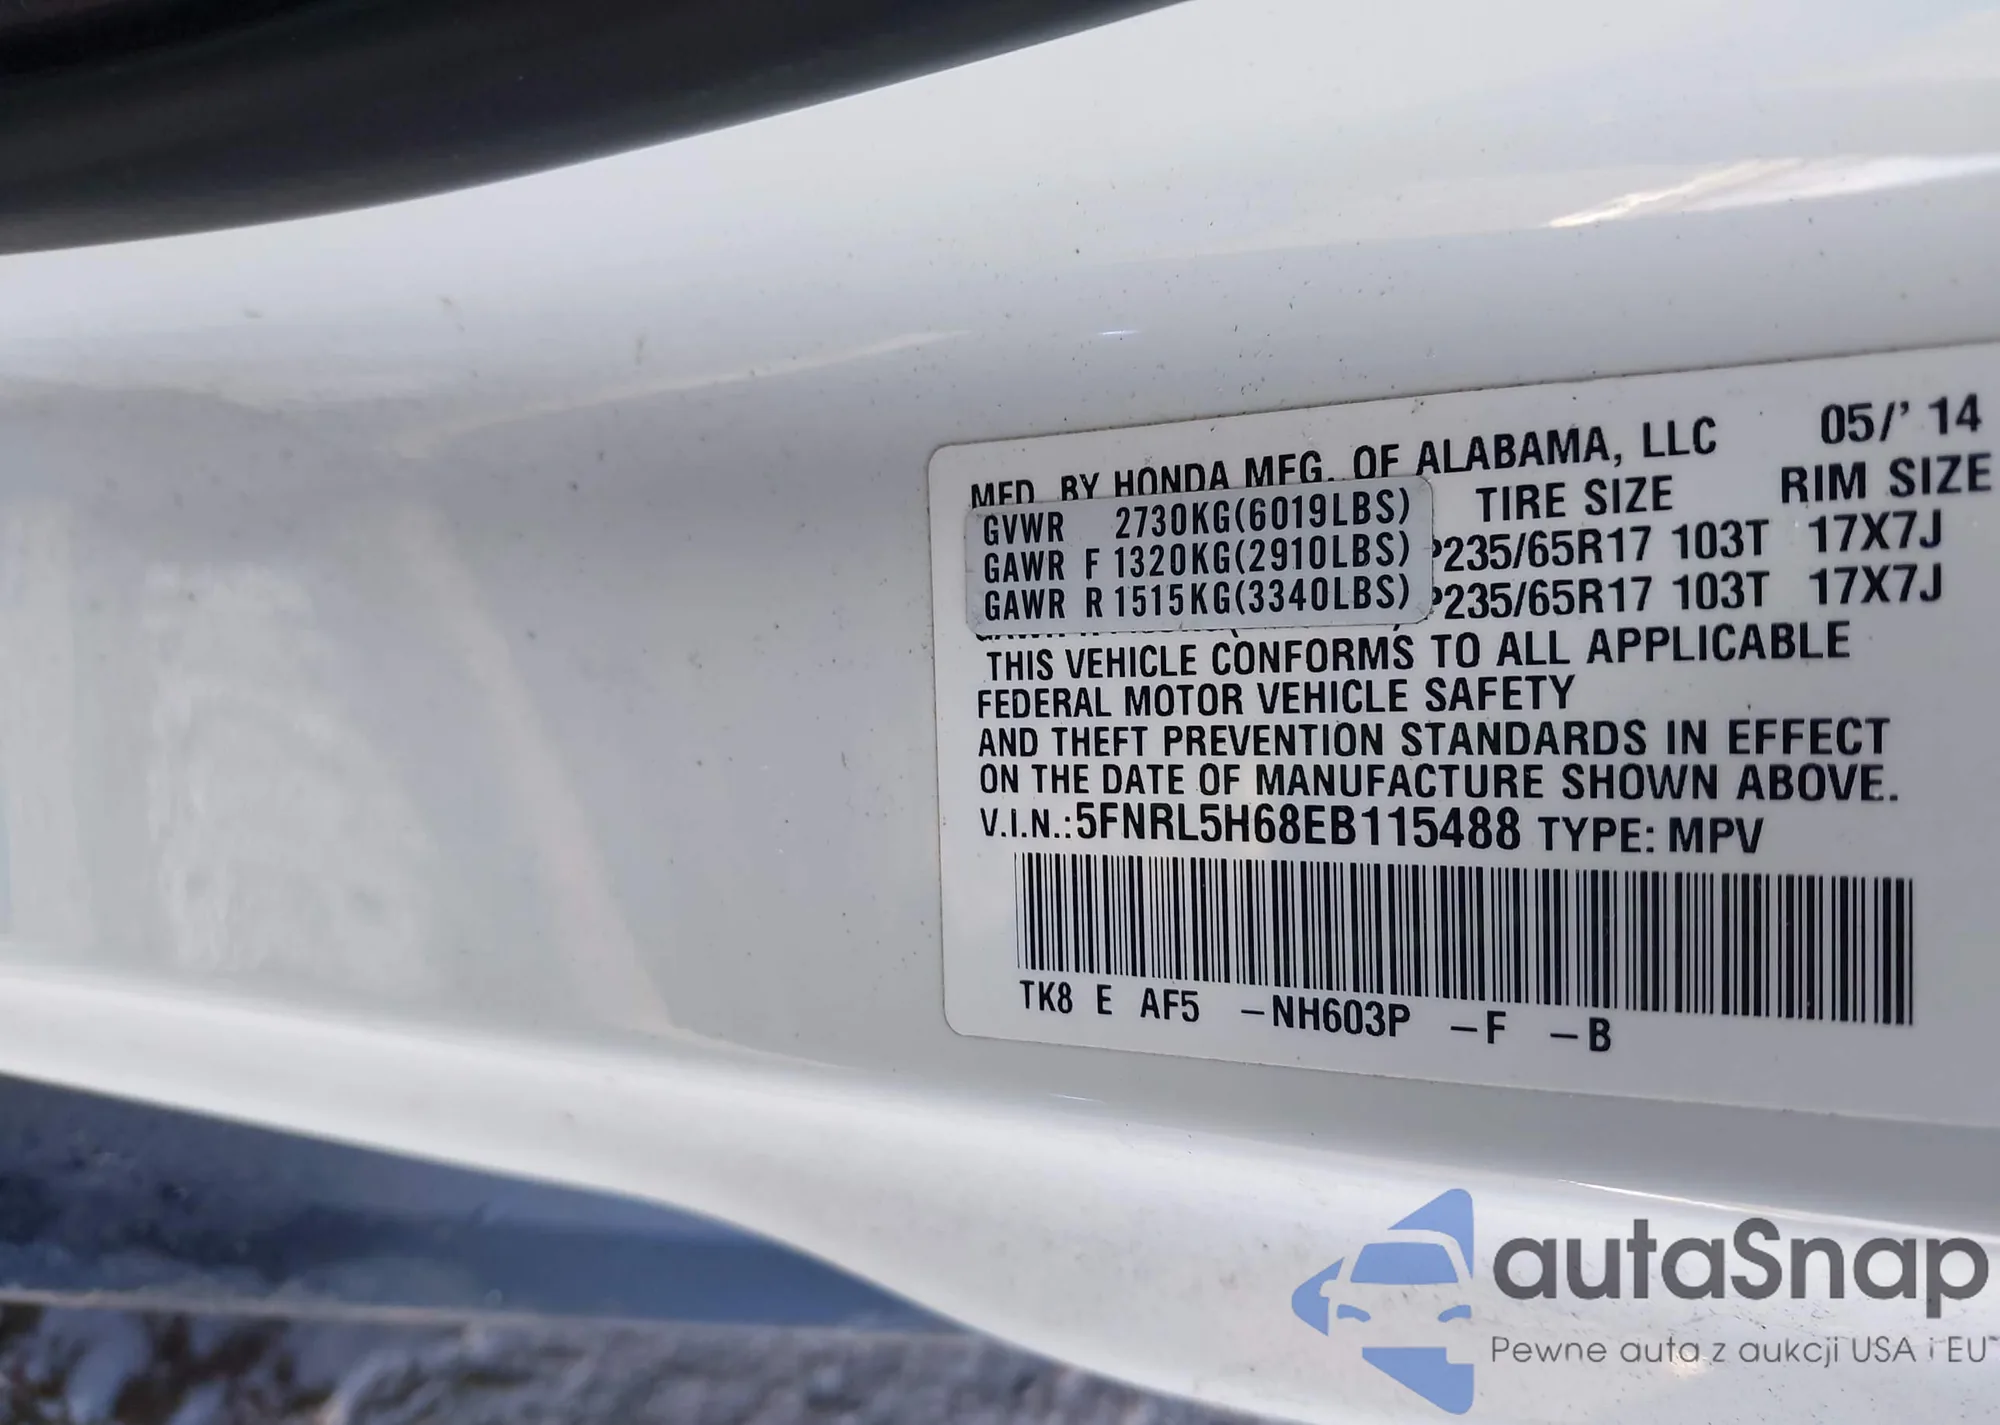 MFD. BY HONDA MFG. OF ALABAMA, LLC 05/' 14
GVWR 2730KG(6019LBS) TIRE SIZE RIM SIZE
GAWR F 1320KG(2910LBS) P235/65R17 103T 17X7J
GAWR R 1515KG(3340LBS) P235/65R17 103T 17X7J
THIS VEHICLE CONFORMS TO ALL APPLICABLE
FEDERAL MOTOR VEHICLE SAFETY
AND THEFT PREVENTION STANDARDS IN EFFECT
ON THE DATE OF MANUFACTURE SHOWN ABOVE.
V.I.N.: 5FNRL5H68EB115488 TYPE: MPV
TK8 E AF5 -NH603P -F -B
autaSnap
Pewne auta z aukcji USA i EU